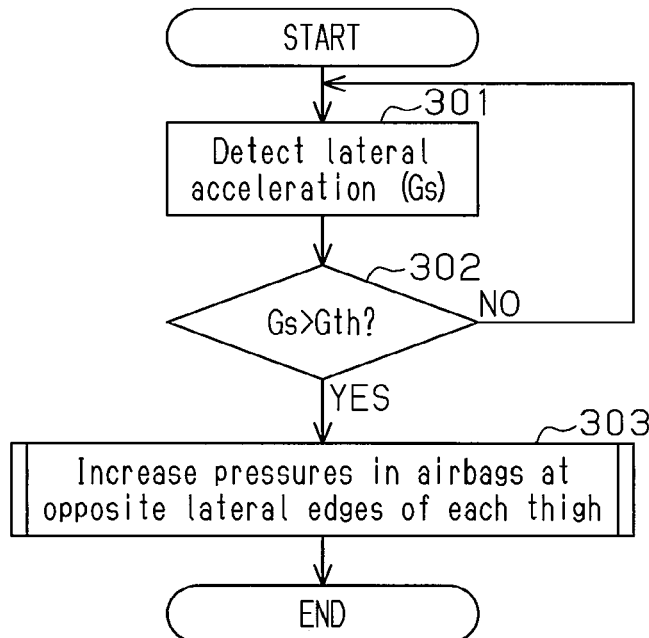 START
301
Detect lateral
acceleration (Gs)
302
Gs>Gth?
NO
YES
303
Increase pressures in airbags at
opposite lateral edges of each thigh
END